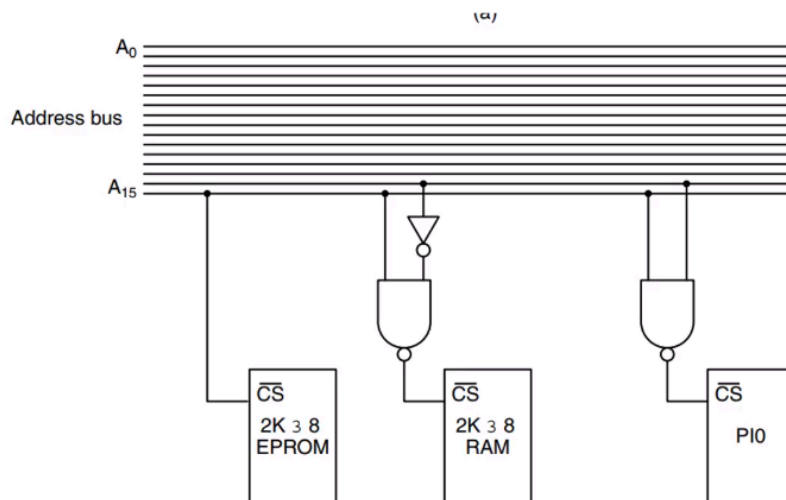 (a)
A0
Address bus
A15
CS
2K 3 8
EPROM
CS
2K 3 8
RAM
CS
PI0